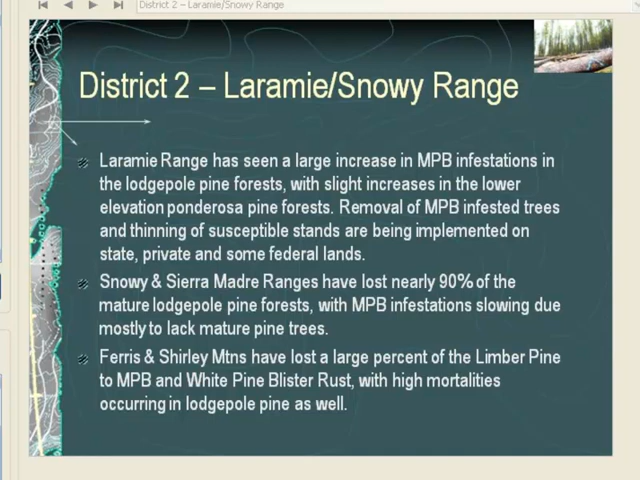 District 2 – Laramie/Snowy Range
District 2 – Laramie/Snowy Range
Laramie Range has seen a large increase in MPB infestations in
the lodgepole pine forests, with slight increases in the lower
elevation ponderosa pine forests. Removal of MPB infested trees
and thinning of susceptible stands are being implemented on
state, private and some federal lands.
Snowy & Sierra Madre Ranges have lost nearly 90% of the
mature lodgepole pine forests, with MPB infestations slowing due
mostly to lack mature pine trees.
Ferris & Shirley Mtns have lost a large percent of the Limber Pine
to MPB and White Pine Blister Rust, with high mortalities
occurring in lodgepole pine as well.